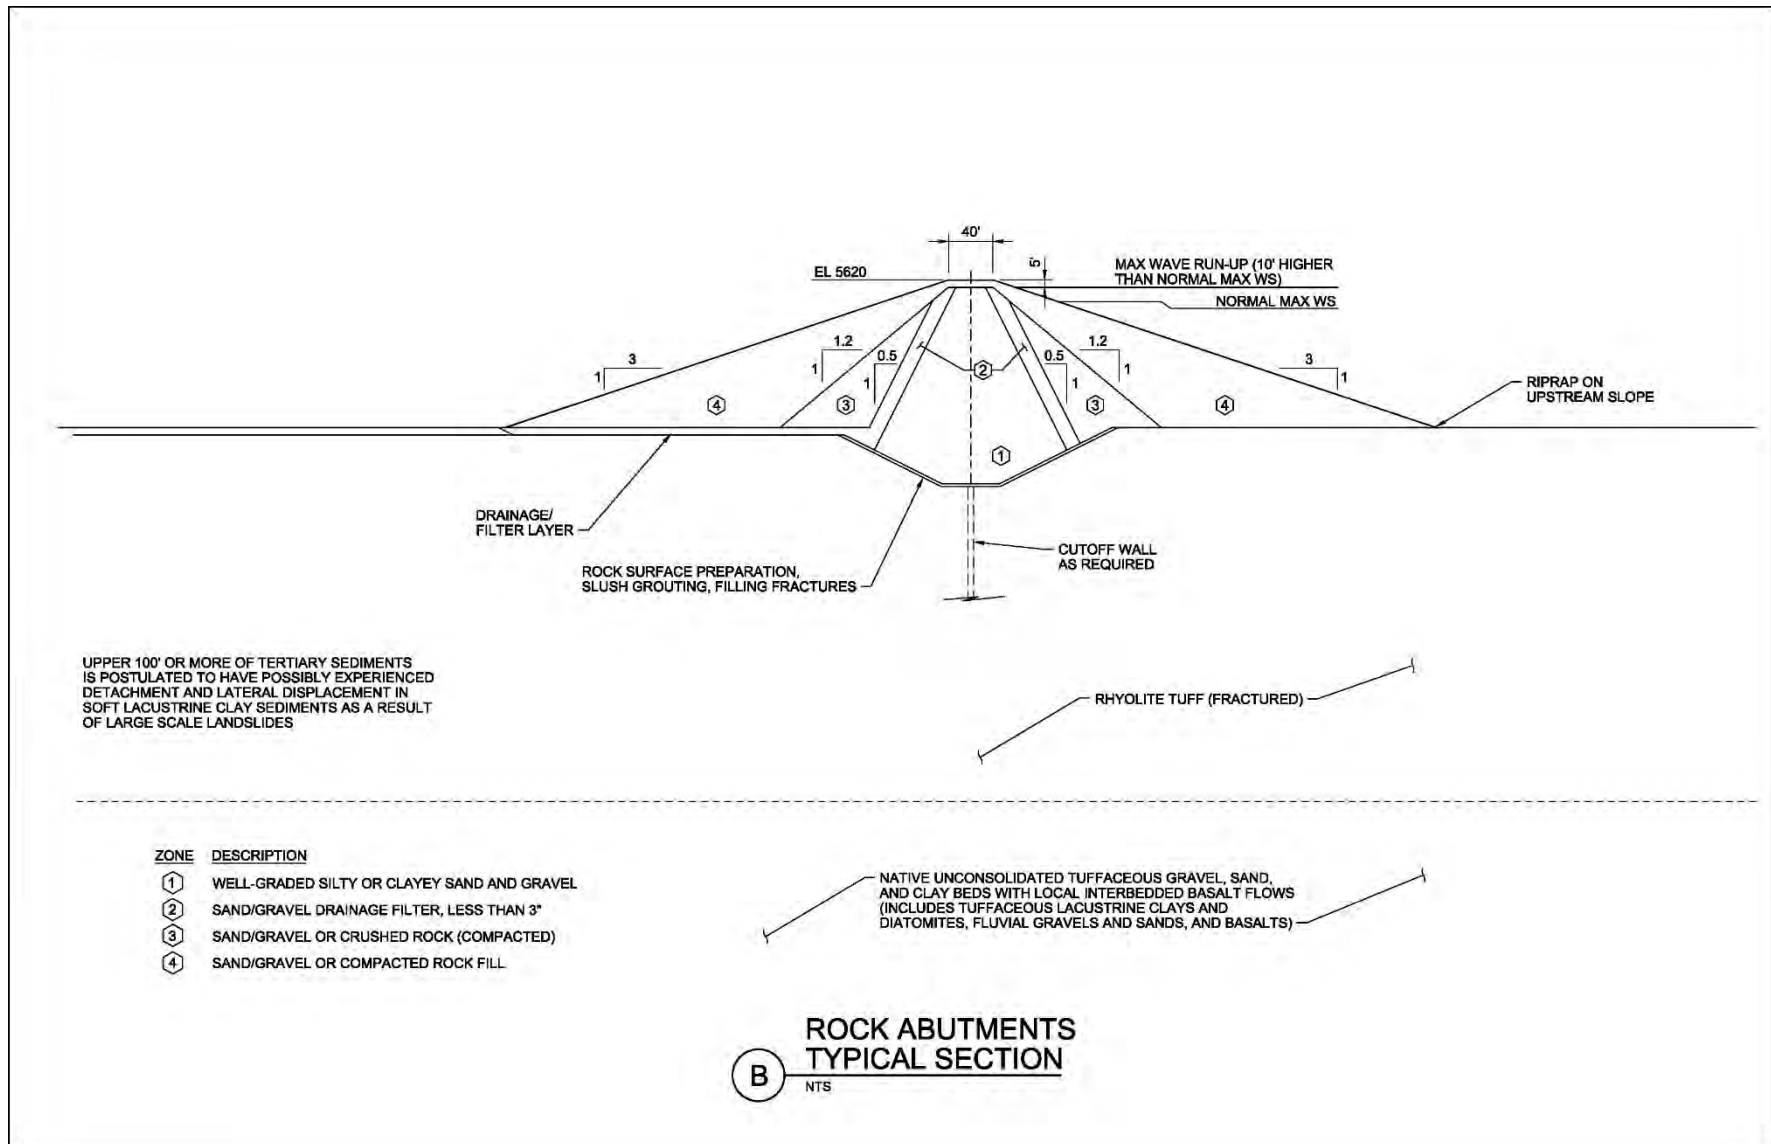 40'
5'
EL 5620
MAX WAVE RUN-UP (10' HIGHER
THAN NORMAL MAX WS)
NORMAL MAX WS
3
1
1.2
1
0.5
1
2
0.5
1
1.2
1
3
1
4
3
3
4
1
RIPRAP ON
UPSTREAM SLOPE
DRAINAGE/
FILTER LAYER
ROCK SURFACE PREPARATION,
SLUSH GROUTING, FILLING FRACTURES
CUTOFF WALL
AS REQUIRED
UPPER 100' OR MORE OF TERTIARY SEDIMENTS
IS POSTULATED TO HAVE POSSIBLY EXPERIENCED
DETACHMENT AND LATERAL DISPLACEMENT IN
SOFT LACUSTRINE CLAY SEDIMENTS AS A RESULT
OF LARGE SCALE LANDSLIDES
RHYOLITE TUFF (FRACTURED)
ZONE DESCRIPTION
1 WELL-GRADED SILTY OR CLAYEY SAND AND GRAVEL
2 SAND/GRAVEL DRAINAGE FILTER, LESS THAN 3"
3 SAND/GRAVEL OR CRUSHED ROCK (COMPACTED)
4 SAND/GRAVEL OR COMPACTED ROCK FILL
NATIVE UNCONSOLIDATED TUFFACEOUS GRAVEL, SAND,
AND CLAY BEDS WITH LOCAL INTERBEDDED BASALT FLOWS
(INCLUDES TUFFACEOUS LACUSTRINE CLAYS AND
DIATOMITES, FLUVIAL GRAVELS AND SANDS, AND BASALTS)
B
ROCK ABUTMENTS
TYPICAL SECTION
NTS